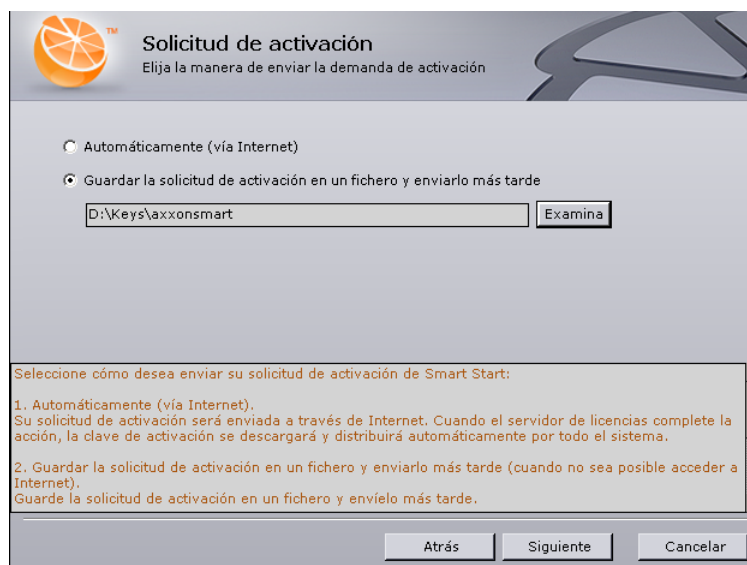 TM
Solicitud de activación
Elija la manera de enviar la demanda de activación
Automáticamente (vía Internet)
Guardar la solicitud de activación en un fichero y enviarlo más tarde
D:\Keys\axxonsmart
Examina
Seleccione cómo desea enviar su solicitud de activación de Smart Start:
1. Automáticamente (vía Internet).
Su solicitud de activación será enviada a través de Internet. Cuando el servidor de licencias complete la
acción, la clave de activación se descargará y distribuirá automáticamente por todo el sistema.
2. Guardar la solicitud de activación en un fichero y enviarlo más tarde (cuando no sea posible acceder a
Internet).
Guarde la solicitud de activación en un fichero y envíelo más tarde.
Atrás
Siguiente
Cancelar